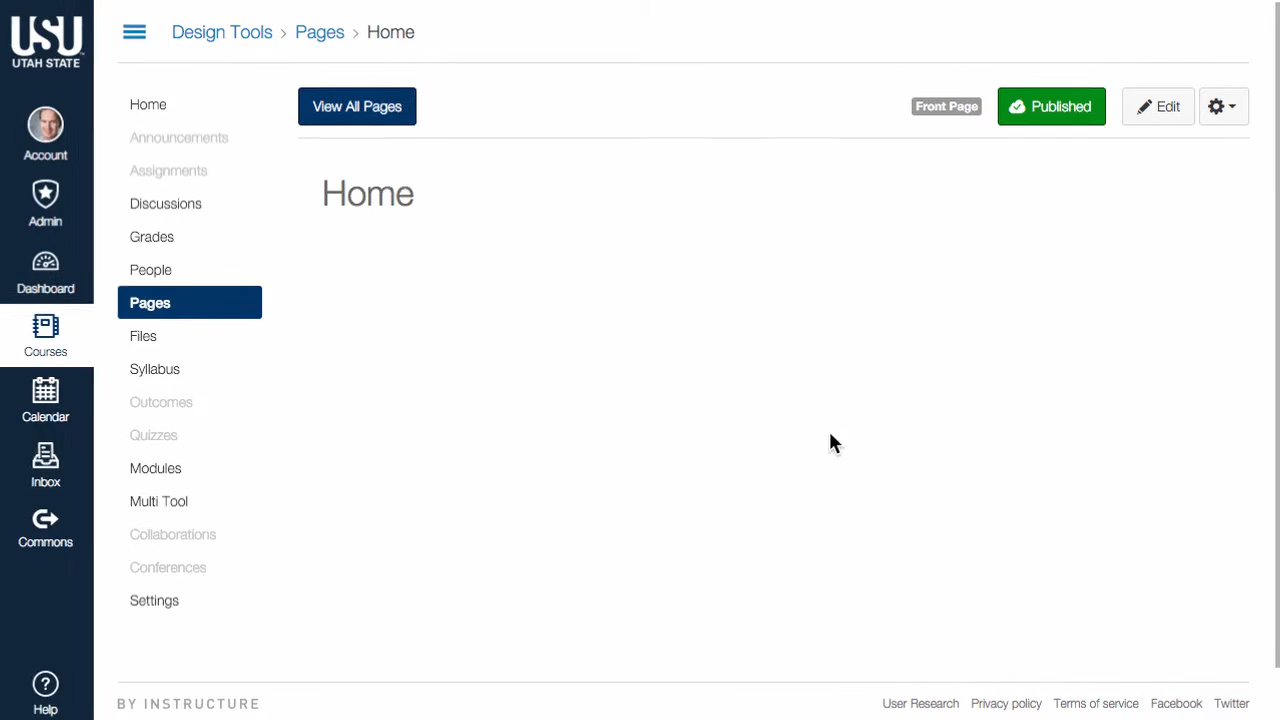 USU
UTAH STATE
Account
Admin
Dashboard
Courses
Calendar
Inbox
Commons
Help
Design Tools > Pages > Home
Home
Announcements
Assignments
Discussions
Grades
People
Pages
Files
Syllabus
Outcomes
Quizzes
Modules
Multi Tool
Collaborations
Conferences
Settings
View All Pages
Front Page
Published
Edit
Home
BY INSTRUCTURE
User Research Privacy policy Terms of service Facebook Twitter